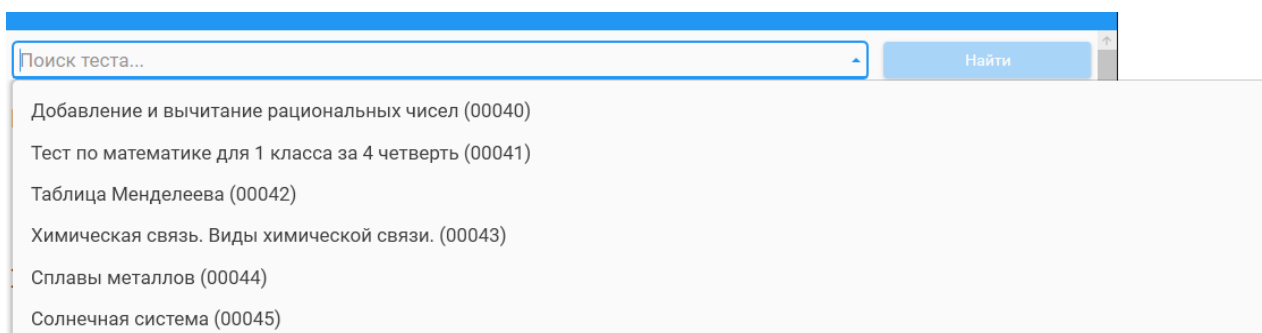 Поиск теста...
Найти
Добавление и вычитание рациональных чисел (00040)
Тест по математике для 1 класса за 4 четверть (00041)
Таблица Менделеева (00042)
Химическая связь. Виды химической связи. (00043)
Сплавы металлов (00044)
Солнечная система (00045)